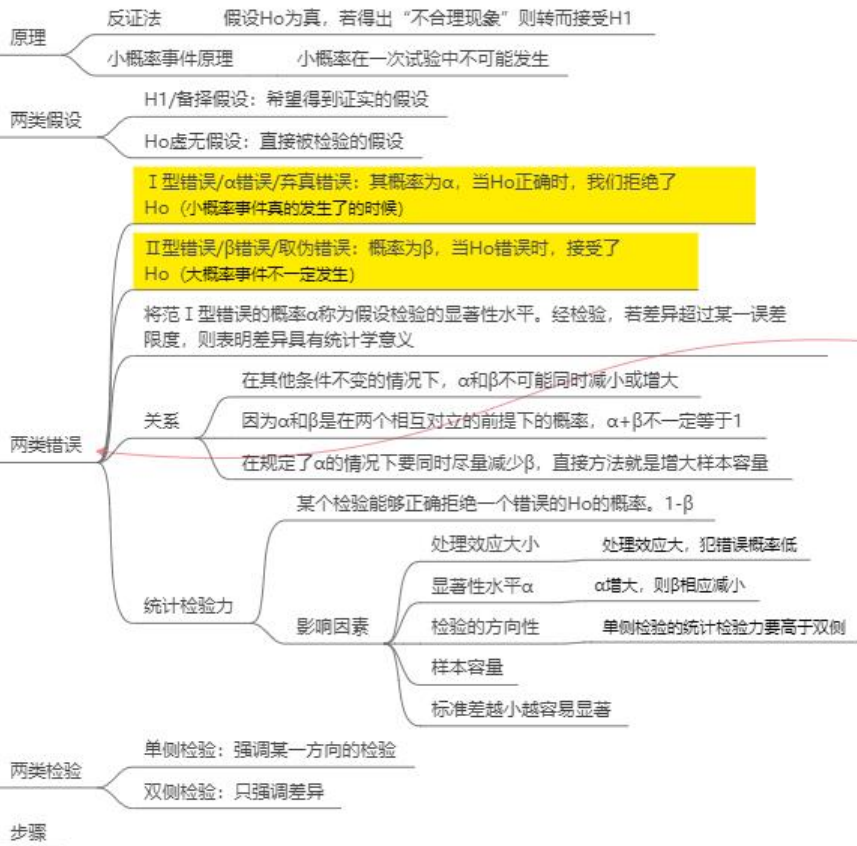 原理
反证法
假设Ho为真，若得出“不合理现象”则转而接受H1
小概率事件原理
小概率在一次试验中不可能发生
两类假设
H1/备择假设：希望得到证实的假设
Ho虚无假设：直接被检验的假设
两类错误
Ⅰ型错误/α错误/弃真错误：其概率为α，当Ho正确时，我们拒绝了
Ho（小概率事件真的发生了的时候）
Ⅱ型错误/β错误/取伪错误：概率为β，当Ho错误时，接受了
Ho（大概率事件不一定发生）
将范Ⅰ型错误的概率α称为假设检验的显著性水平。经检验，若差异超过某一误差
限度，则表明差异具有统计学意义
关系
在其他条件不变的情况下，α和β不可能同时减小或增大
因为α和β是在两个相互对立的前提下的概率，α+β不一定等于1
在规定了α的情况下要同时尽量减少β，直接方法就是增大样本容量
统计检验力
某个检验能够正确拒绝一个错误的Ho的概率。1-β
影响因素
处理效应大小
处理效应大，犯错误概率低
显著性水平α
α增大，则β相应减小
检验的方向性
单侧检验的统计检验力要高于双侧
样本容量
标准差越小越容易显著
两类检验
单侧检验：强调某一方向的检验
双侧检验：只强调差异
步骤